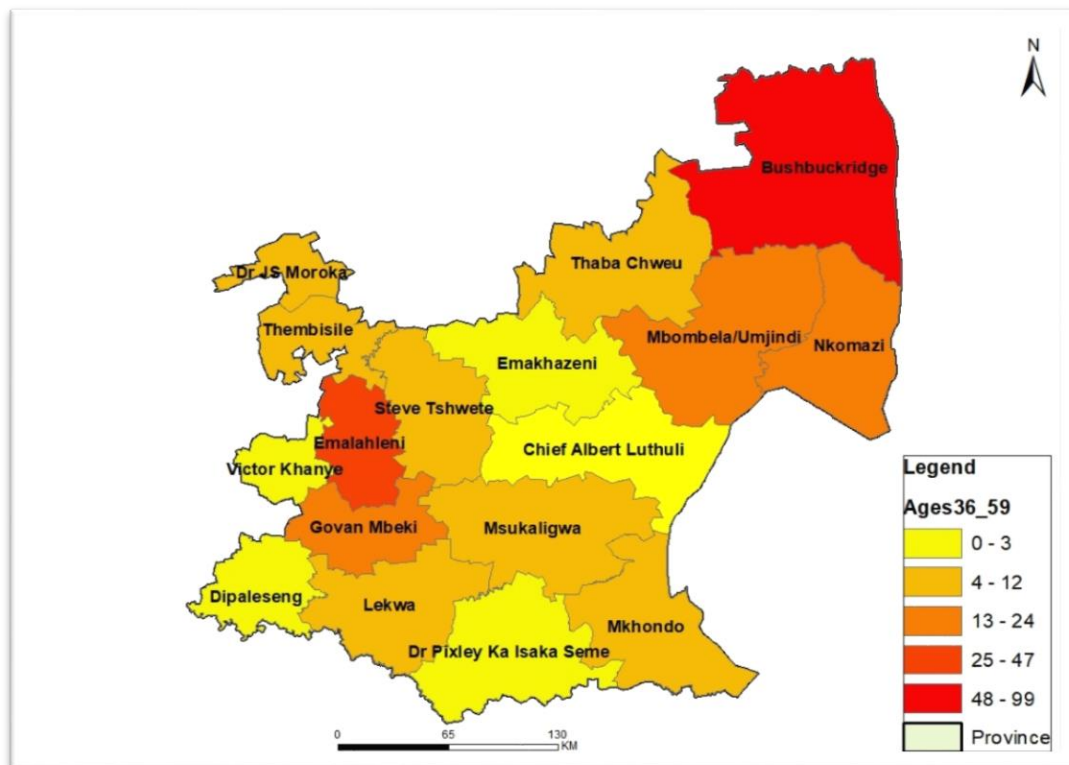 N
Bushbuckridge
Thaba Chweu
Dr JS Moroka
Thembisile
Mbombela/Umjindi
Nkomazi
Emakhazeni
Steve Tshwete
Emalahleni
Chief Albert Luthuli
Victor Khanye
Govan Mbeki
Msukaligwa
Dipaleseng
Lekwa
Mkhondo
Dr Pixley Ka Isaka Seme
Legend
Ages36_59
0 - 3
4 - 12
13 - 24
25 - 47
48 - 99
Province
0 65 130
KM